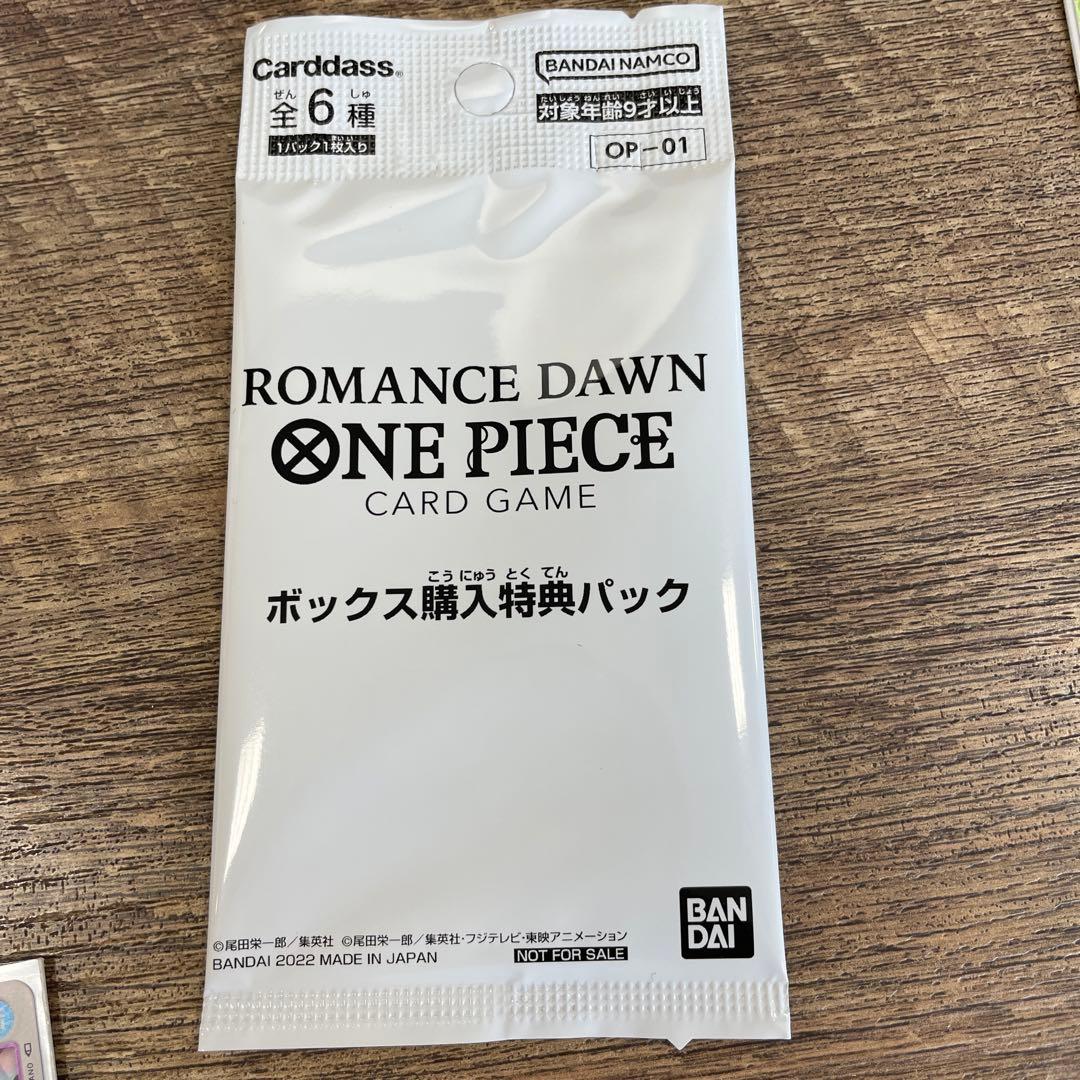 Carddass®
ぜん しゅ
全6種
1パック1枚入り
BANDAI NAMCO
たいしょうねんれい さいいじょう
対象年齢9才以上
OP-01
ROMANCE DAWN
ONE PIECE
CARD GAME
こうにゅうとくてん
ボックス購入特典パック
©尾田栄一郎/集英社 ©尾田栄一郎/集英社・フジテレビ・東映アニメーション
BANDAI 2022 MADE IN JAPAN NOT FOR SALE
BAN
DAI